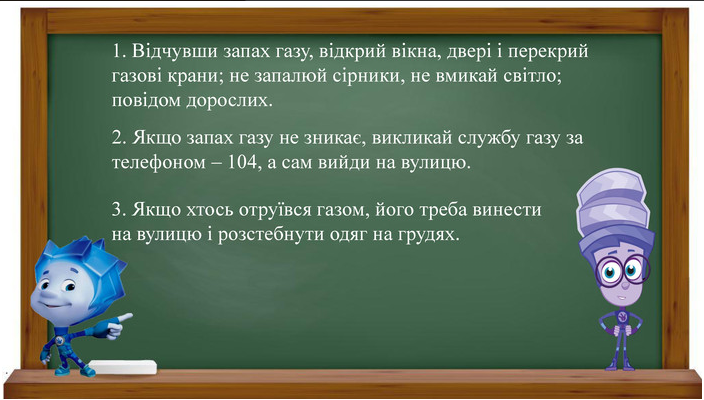 1. Відчувши запах газу, відкрий вікна, двері і перекрий
газові крани; не запалюй сірники, не вмикай світло;
повідом дорослих.
2. Якщо запах газу не зникає, викликай службу газу за
телефоном – 104, а сам вийди на вулицю.
3. Якщо хтось отруївся газом, його треба винести
на вулицю і розстебнути одяг на грудях.